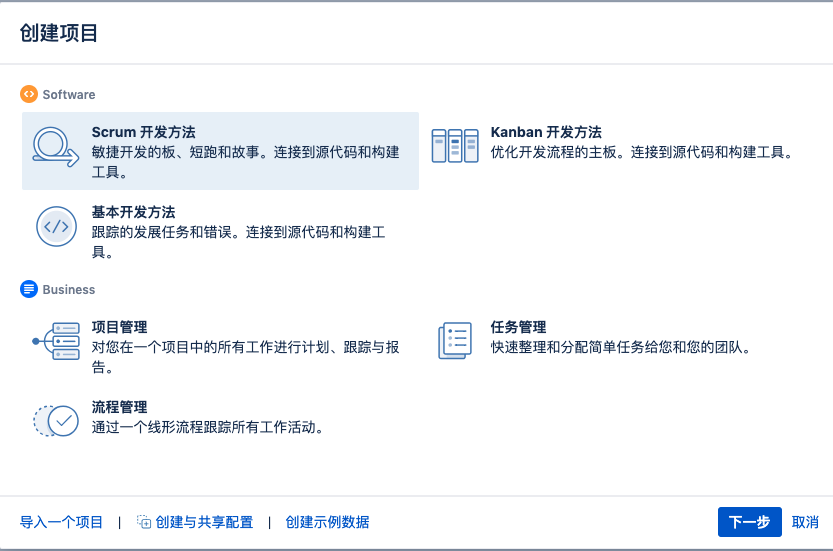 创建项目
Software
Scrum 开发方法
敏捷开发的板、短跑和故事。连接到源代码和构建
工具。
Kanban 开发方法
优化开发流程的主板。连接到源代码和构建工具。
基本开发方法
跟踪的发展任务和错误。连接到源代码和构建工
具。
Business
项目管理
对您在一个项目中的所有工作进行计划、跟踪与报
告。
任务管理
快速整理和分配简单任务给您和您的团队。
流程管理
通过一个线形流程跟踪所有工作活动。
导入一个项目 | 创建与共享配置 | 创建示例数据
下一步 取消